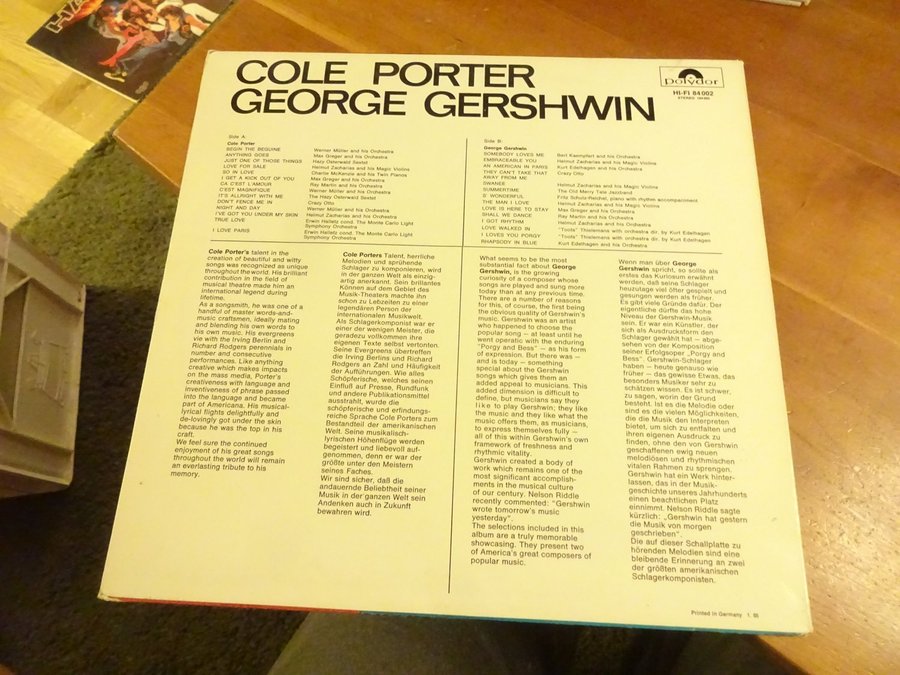 COLE PORTER
GEORGE GERSHWIN
polydor
HI-FI 84 002
STEREO
Side A:
Cole Porter
BEGIN THE BEGUINE Werner Müller and his Orchestra
ANYTHING GOES Max Greger and his Orchestra
JUST ONE OF THOSE THINGS Hazy Osterwald Sextet
LOVE FOR SALE Helmut Zacharias and his Magic Violins
SO IN LOVE Charlie McKenzie and his Twin Pianos
I GET A KICK OUT OF YOU Max Greger and his Orchestra
CA C'EST L'AMOUR Ray Martin and his Orchestra
C'EST MAGNIFIQUE Werner Müller and his Orchestra
IT'S ALLRIGHT WITH ME The Hazy Osterwald Sextet
DON'T FENCE ME IN Crazy Otto
NIGHT AND DAY Werner Müller and his Orchestra
I'VE GOT YOU UNDER MY SKIN Helmut Zacharias and his Orchestra
TRUE LOVE Erwin Halletz cond. The Monte Carlo Light
Symphony Orchestra
I LOVE PARIS Erwin Halletz cond. The Monte Carlo Light
Symphony Orchestra
Side B:
George Gershwin
SOMEBODY LOVES ME Bert Kaempfert and his Orchestra
EMBRACEABLE YOU Helmut Zacharias and his Magic Violins
AN AMERICAN IN PARIS Kurt Edelhagen and his Orchestra
THEY CAN'T TAKE THAT Crazy Otto
AWAY FROM ME
SWANEE Helmut Zacharias and his Magic Violins
SUMMERTIME The Old Merry Tale Jazzband
S' WONDERFUL Fritz Schulz-Reichel, piano with rhythm accompaniment
THE MAN I LOVE Helmut Zacharias and his Magic Violins
LOVE IS HERE TO STAY Max Greger and his Orchestra
SHALL WE DANCE Ray Martin and his Orchestra
I GOT RHYTHM Helmut Zacharias and his Orchestra
LOVE WALKED IN "Toots" Thielemans with orchestra dir. by Kurt Edelhagen
I LOVES YOU PORGY "Toots" Thielemans with orchestra dir. by Kurt Edelhagen
RHAPSODY IN BLUE Kurt Edelhagen and his Orchestra
Cole Porter's talent in the
creation of beautiful and witty
songs was recognized as unique
throughout the world. His brilliant
contribution in the field of
musical theatre made him an
international legend during his
lifetime.
As a songsmith, he was one of a
handful of master words-and-
music craftsmen, ideally mating
and blending his own words to
his own music. His evergreens
vie with the Irving Berlin and
Richard Rodgers perennials in
number and consecutive
performances. Like anything
creative which makes impacts
on the mass media, Porter's
creativeness with language and
inventiveness of phrase passed
into the language and became
part of Americana. His musical-
lyrical flights delightfully and
de-lovingly got under the skin
because he was the top in his
craft.
We feel sure the continued
enjoyment of his great songs
throughout the world will remain
an everlasting tribute to his
memory.
Cole Porters Talent, herrliche
Melodien und sprühende
Schlager zu komponieren, wird
in der ganzen Welt als einzig-
artig anerkannt. Sein brillantes
Können auf dem Gebiet des
Musik-Theaters machte ihn
schon zu Lebzeiten zu einer
legendären Person der
internationalen Musikwelt.
Als Schlagerkomponist war er
einer der wenigen Meister, die
geradezu vollkommen ihre
eigenen Texte selbst vertonten.
Seine Evergreens übertreffen
die Irving Berlins und Richard
Rodgers an Zahl und Häufigkeit
der Aufführungen. Wie alles
Schöpferische, welches seinen
Einfluß auf Presse, Rundfunk
und andere Publikationsmittel
ausstrahlt, wurde die
schöpferische und erfindungs-
reiche Sprache Cole Porters zum
Bestandteil der amerikanischen
Welt. Seine musikalisch-
lyrischen Höhenflüge werden
begeistert und liebevoll auf-
genommen, denn er war der
größte unter den Meistern
seines Faches.
Wir sind sicher, daß die
andauernde Beliebtheit seiner
Musik in der ganzen Welt sein
Andenken auch in Zukunft
bewahren wird.
What seems to be the most
substantial fact about George
Gershwin, is the growing
curiosity of a composer whose
songs are played and sung more
today than at any previous time.
There are a number of reasons
for this, of course, the first being
the obvious quality of Gershwin's
music. Gershwin was an artist
who happened to choose the
popular song – at least until he
went operatic with the enduring
"Porgy and Bess" – as his form
of expression. But there was –
and is today – something
special about the Gershwin
songs which gives them an
added appeal to musicians. This
added dimension is difficult to
define, but musicians say they
like to play Gershwin; they like
the music and they like what the
music offers them, as musicians,
to express themselves fully –
all of this within Gershwin's own
framework of freshness and
rhythmic vitality.
Gershwin created a body of
work which remains one of the
most significant accomplish-
ments in the musical culture
of our century. Nelson Riddle
recently commented: "Gershwin
wrote tomorrow's music
yesterday".
The selections included in this
album are a truly memorable
showcasing. They present two
of America's great composers of
popular music.
Wenn man über George
Gershwin spricht, so sollte als
erstes das Kuriosum erwähnt
werden, daß seine Schlager
heutzutage viel öfter gespielt und
gesungen werden als früher.
Es gibt viele Gründe dafür. Der
eigentliche dürfte das hohe
Niveau der Gershwin-Musik
sein. Er war ein Künstler, der
sich als Ausdrucksform den
Schlager gewählt hat – abge-
sehen von der Komposition
seiner Erfolgsoper „Porgy and
Bess". Gershwin-Schlager
haben – heute genauso wie
früher – das gewisse Etwas, das
besonders Musiker sehr zu
schätzen wissen. Es ist schwer,
zu sagen, worin der Grund
besteht. Ist es die Melodie oder
sind es die vielen Möglichkeiten,
die die Musik den Interpreten
bietet, um sich zu entfalten und
ihren eigenen Ausdruck zu
finden, ohne den von Gershwin
geschaffenen ewig neuen
melodiösen und rhythmischen
vitalen Rahmen zu sprengen.
Gershwin hat ein Werk hinter-
lassen, das in der Musik-
geschichte unseres Jahrhunderts
einen beachtlichen Platz
einnimmt. Nelson Riddle sagte
kürzlich: „Gershwin hat gestern
die Musik von morgen
geschrieben".
Die auf dieser Schallplatte zu
hörenden Melodien sind eine
bleibende Erinnerung an zwei
der größten amerikanischen
Schlagerkomponisten.
Printed in Germany 1. 65